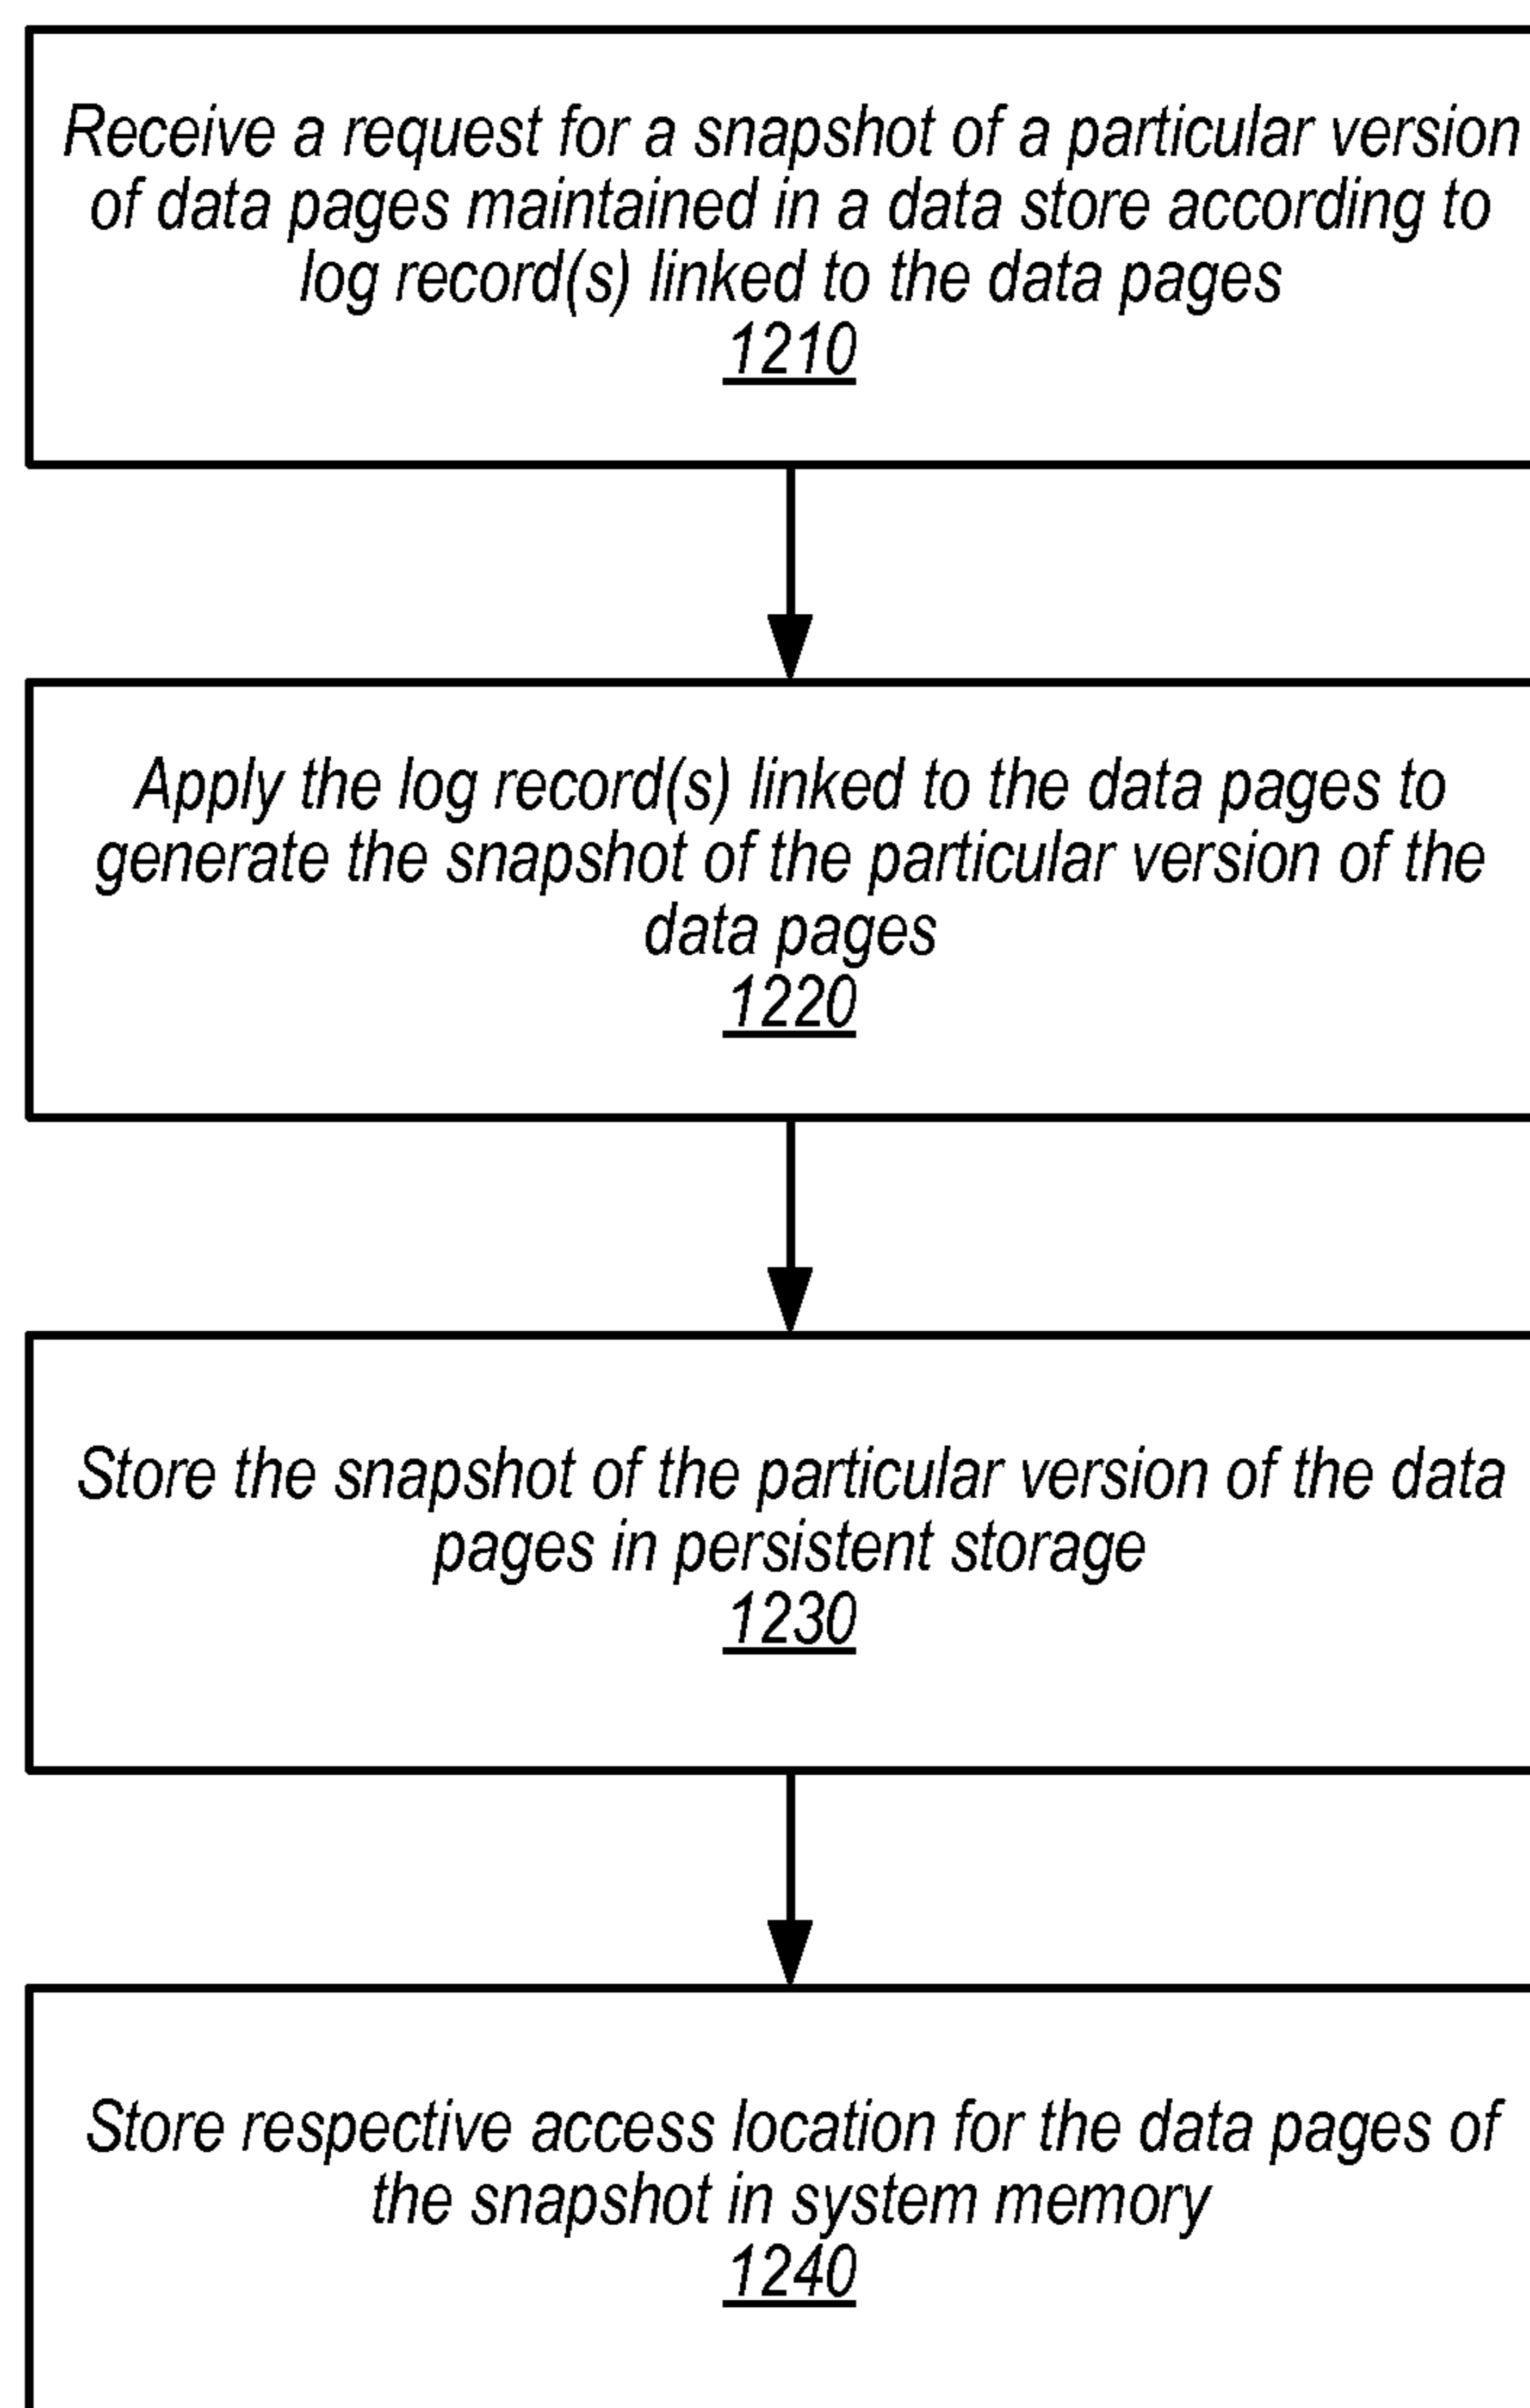 Receive a request for a snapshot of a particular version
of data pages maintained in a data store according to
log record(s) linked to the data pages
1210
Apply the log record(s) linked to the data pages to
generate the snapshot of the particular version of the
data pages
1220
Store the snapshot of the particular version of the data
pages in persistent storage
1230
Store respective access location for the data pages of
the snapshot in system memory
1240